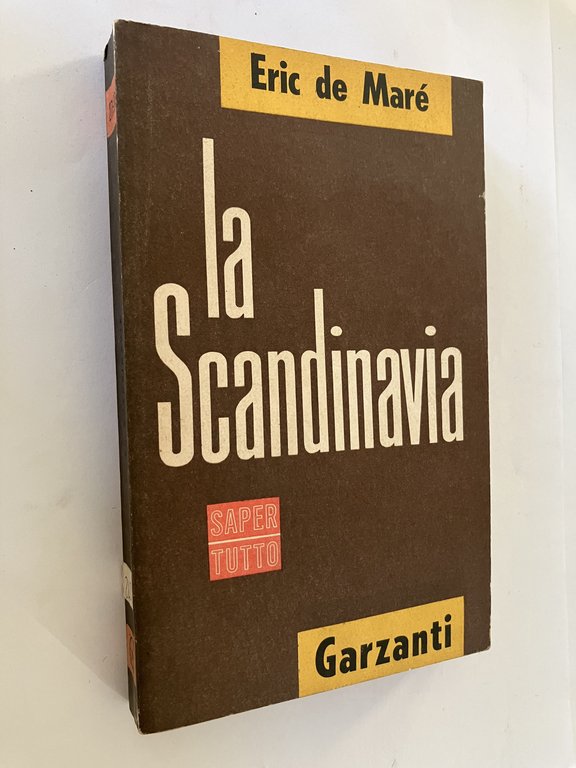 Eric de Maré
la
Scandinavia
SAPER
TUTTO
Garzanti